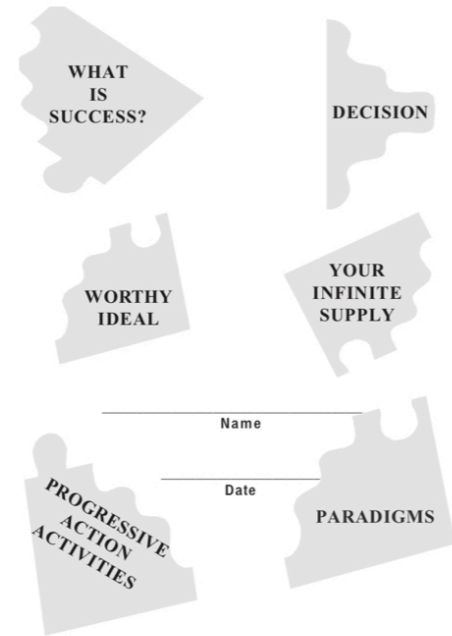 WHAT
IS
SUCCESS?
DECISION
WORTHY
IDEAL
YOUR
INFINITE
SUPPLY
Name
Date
PROGRESSIVE
ACTION
ACTIVITIES
PARADIGMS